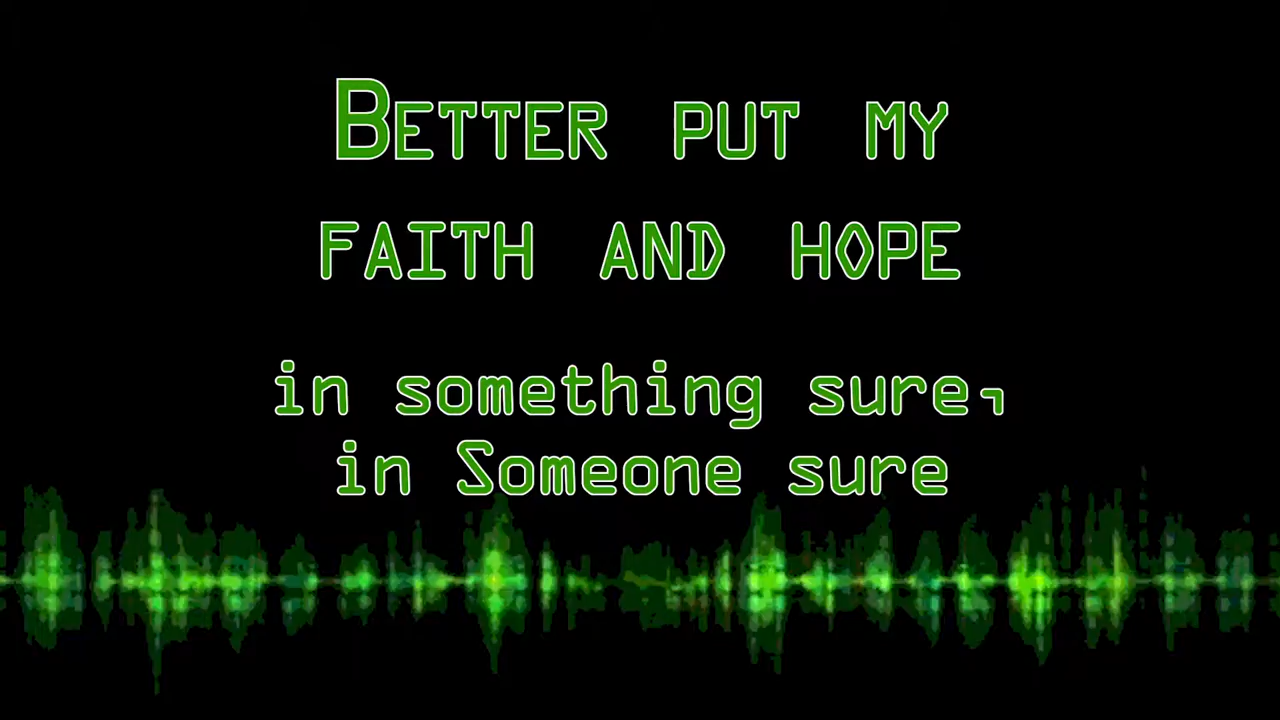 Better put my
faith and hope
in something sure,
in Someone sure